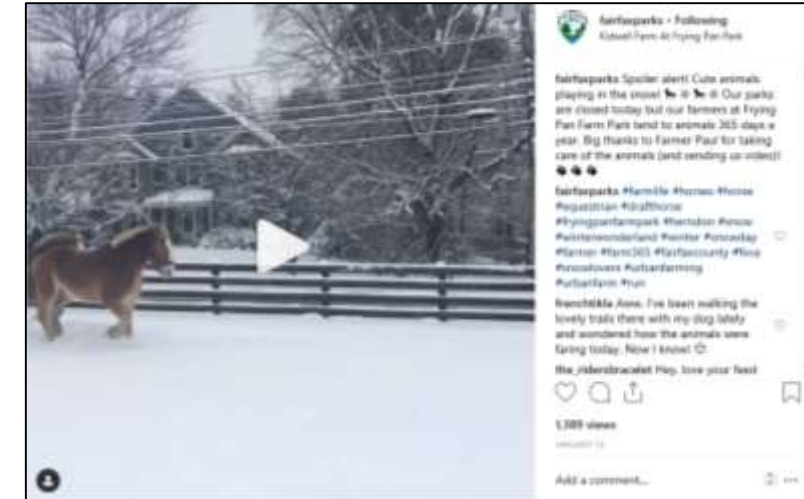 fairfaxparks • Following
Kidwell Farm At Frying Pan Park
fairfaxparks Spoiler alert! Cute animals
playing in the snow! 🐎 ❄ 🐎 ❄ Our parks
are closed today but our farmers at Frying
Pan Farm Park tend to animals 365 days a
year. Big thanks to Farmer Paul for taking
care of the animals (and sending us video)!
fairfaxparks #farmlife #horses #horse
#equestrian #drafthorse
#fryingpanfarmpark #herndon #snow
#winterwonderland #winter #snowday
#farmer #farm365 #fairfaxcounty
#snowlovers #urbanfarming
#urbanfarm #run
frenchtikla Aww. I've been walking the
lovely trails there with my dog lately
and wondered how the animals were
faring today. Now I know!
the_ridersbracelet Hey, love your feed
1,389 views
JANUARY 13
Add a comment...